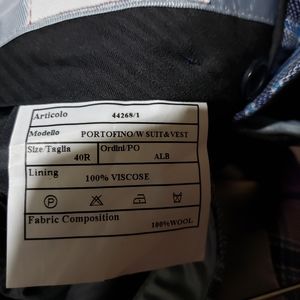 Articolo 44268/1
Modello PORTOFINO/W SUIT&VEST
Size/Taglia Ordini/PO
40R ALB
Lining 100% VISCOSE
P
Fabric Composition
100%WOOL